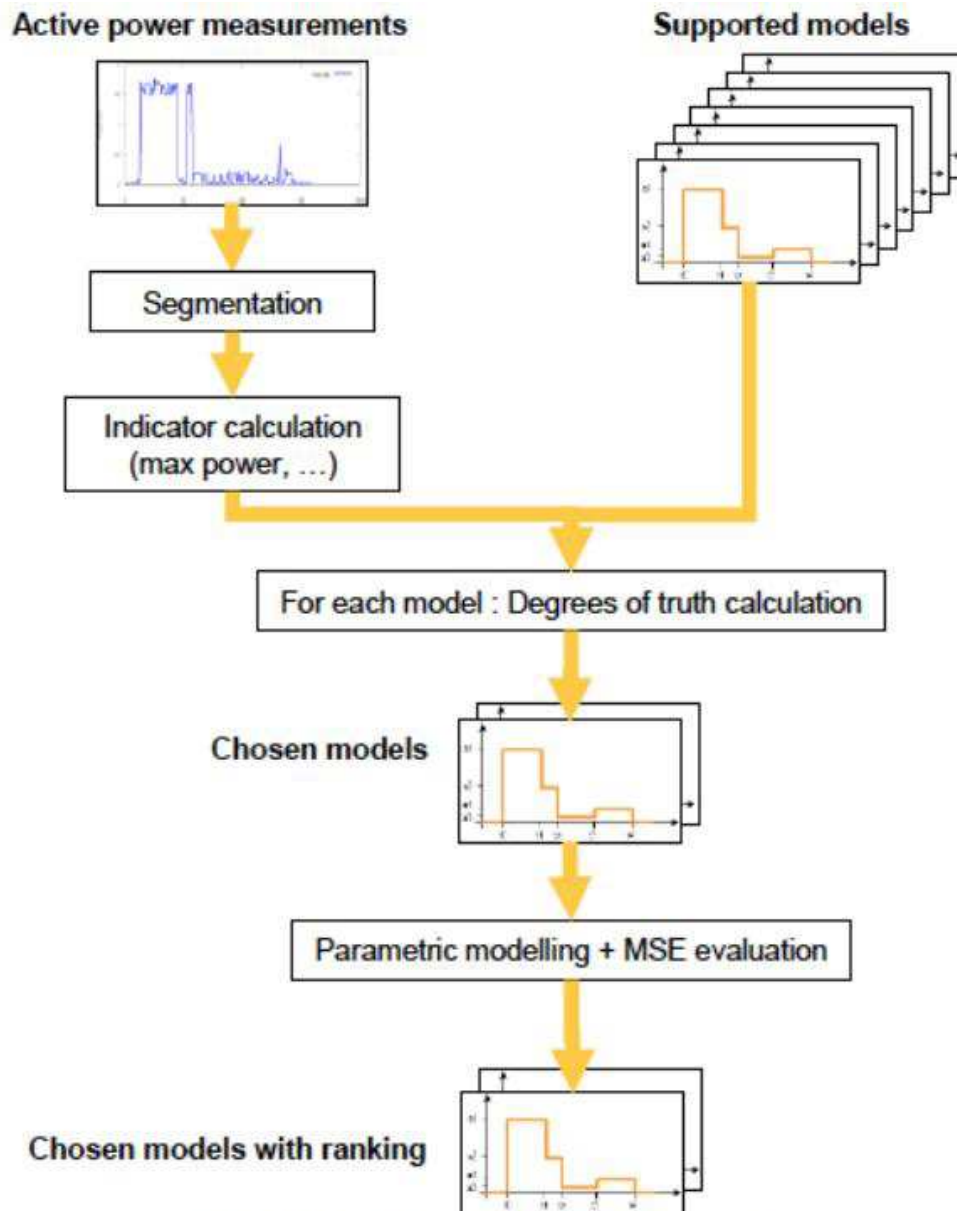 Active power measurements
Supported models
Segmentation
Indicator calculation
(max power, ...)
For each model : Degrees of truth calculation
Chosen models
Parametric modelling + MSE evaluation
Chosen models with ranking